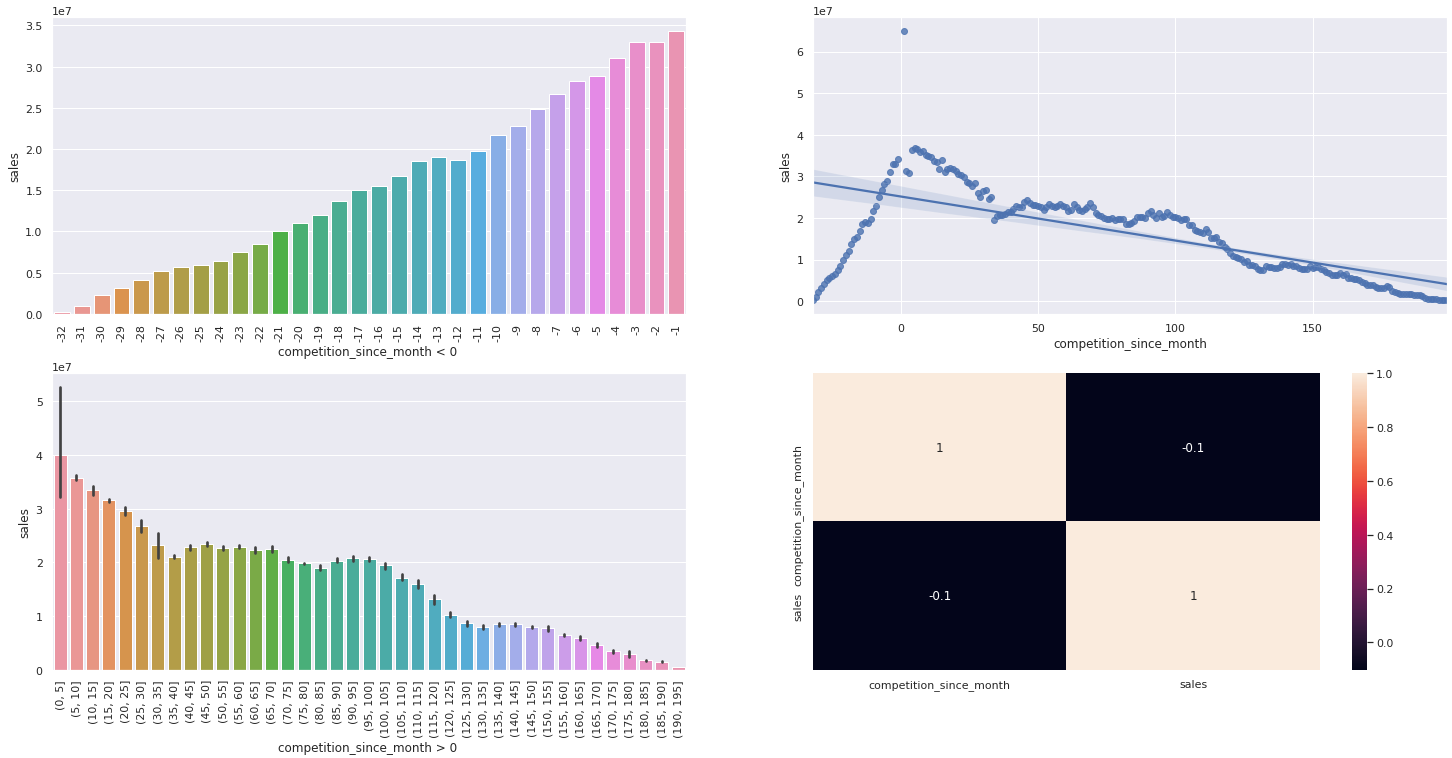 1e7
3.5
3.0
2.5
2.0
1.5
1.0
0.5
0.0
sales
-32 -31 -30 -29 -28 -27 -26 -25 -24 -23 -22 -21 -20 -19 -18 -17 -16 -15 -14 -13 -12 -11 -10 -9 -8 -7 -6 -5 -4 -3 -2 -1
competition_since_month < 0
1e7
6
5
4
3
2
1
0
sales
0 50 100 150
competition_since_month
1e7
5
4
3
2
1
0
sales
(0, 5] (5, 10] (10, 15] (15, 20] (20, 25] (25, 30] (30, 35] (35, 40] (40, 45] (45, 50] (50, 55] (55, 60] (60, 65] (65, 70] (70, 75] (75, 80] (80, 85] (85, 90] (90, 95] (95, 100] (100, 105] (105, 110] (110, 115] (115, 120] (120, 125] (125, 130] (130, 135] (135, 140] (140, 145] (145, 150] (150, 155] (155, 160] (160, 165] (165, 170] (170, 175] (175, 180] (180, 185] (185, 190] (190, 195]
competition_since_month > 0
competition_since_month
sales
1 -0.1
-0.1 1
competition_since_month sales
1.0
0.8
0.6
0.4
0.2
0.0